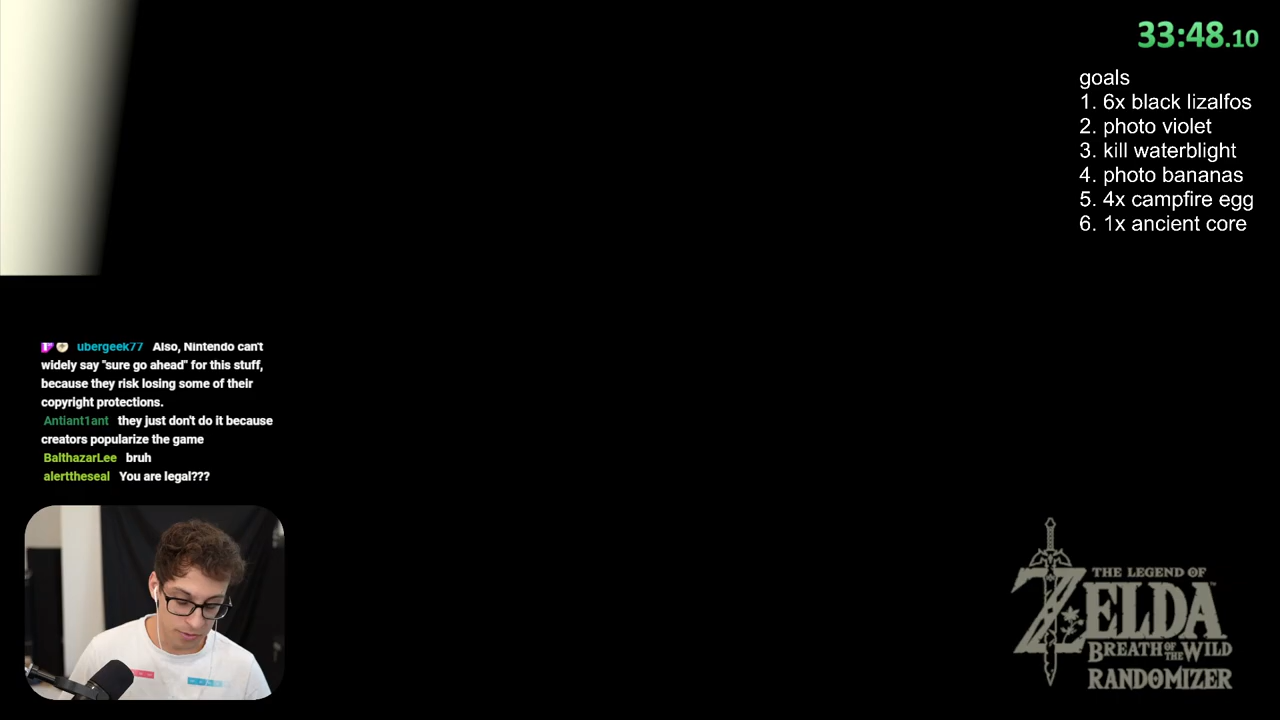 33:48.10
goals
1. 6x black lizalfos
2. photo violet
3. kill waterblight
4. photo bananas
5. 4x campfire egg
6. 1x ancient core
ubergeek77 Also, Nintendo can't
widely say "sure go ahead" for this stuff,
because they risk losing some of their
copyright protections.
Antiant1ant they just don't do it because
creators popularize the game
BalthazarLee bruh
alerttheseal You are legal???
THE LEGEND OF
ZELDA
BREATH OF THE WILD
RANDOMIZER